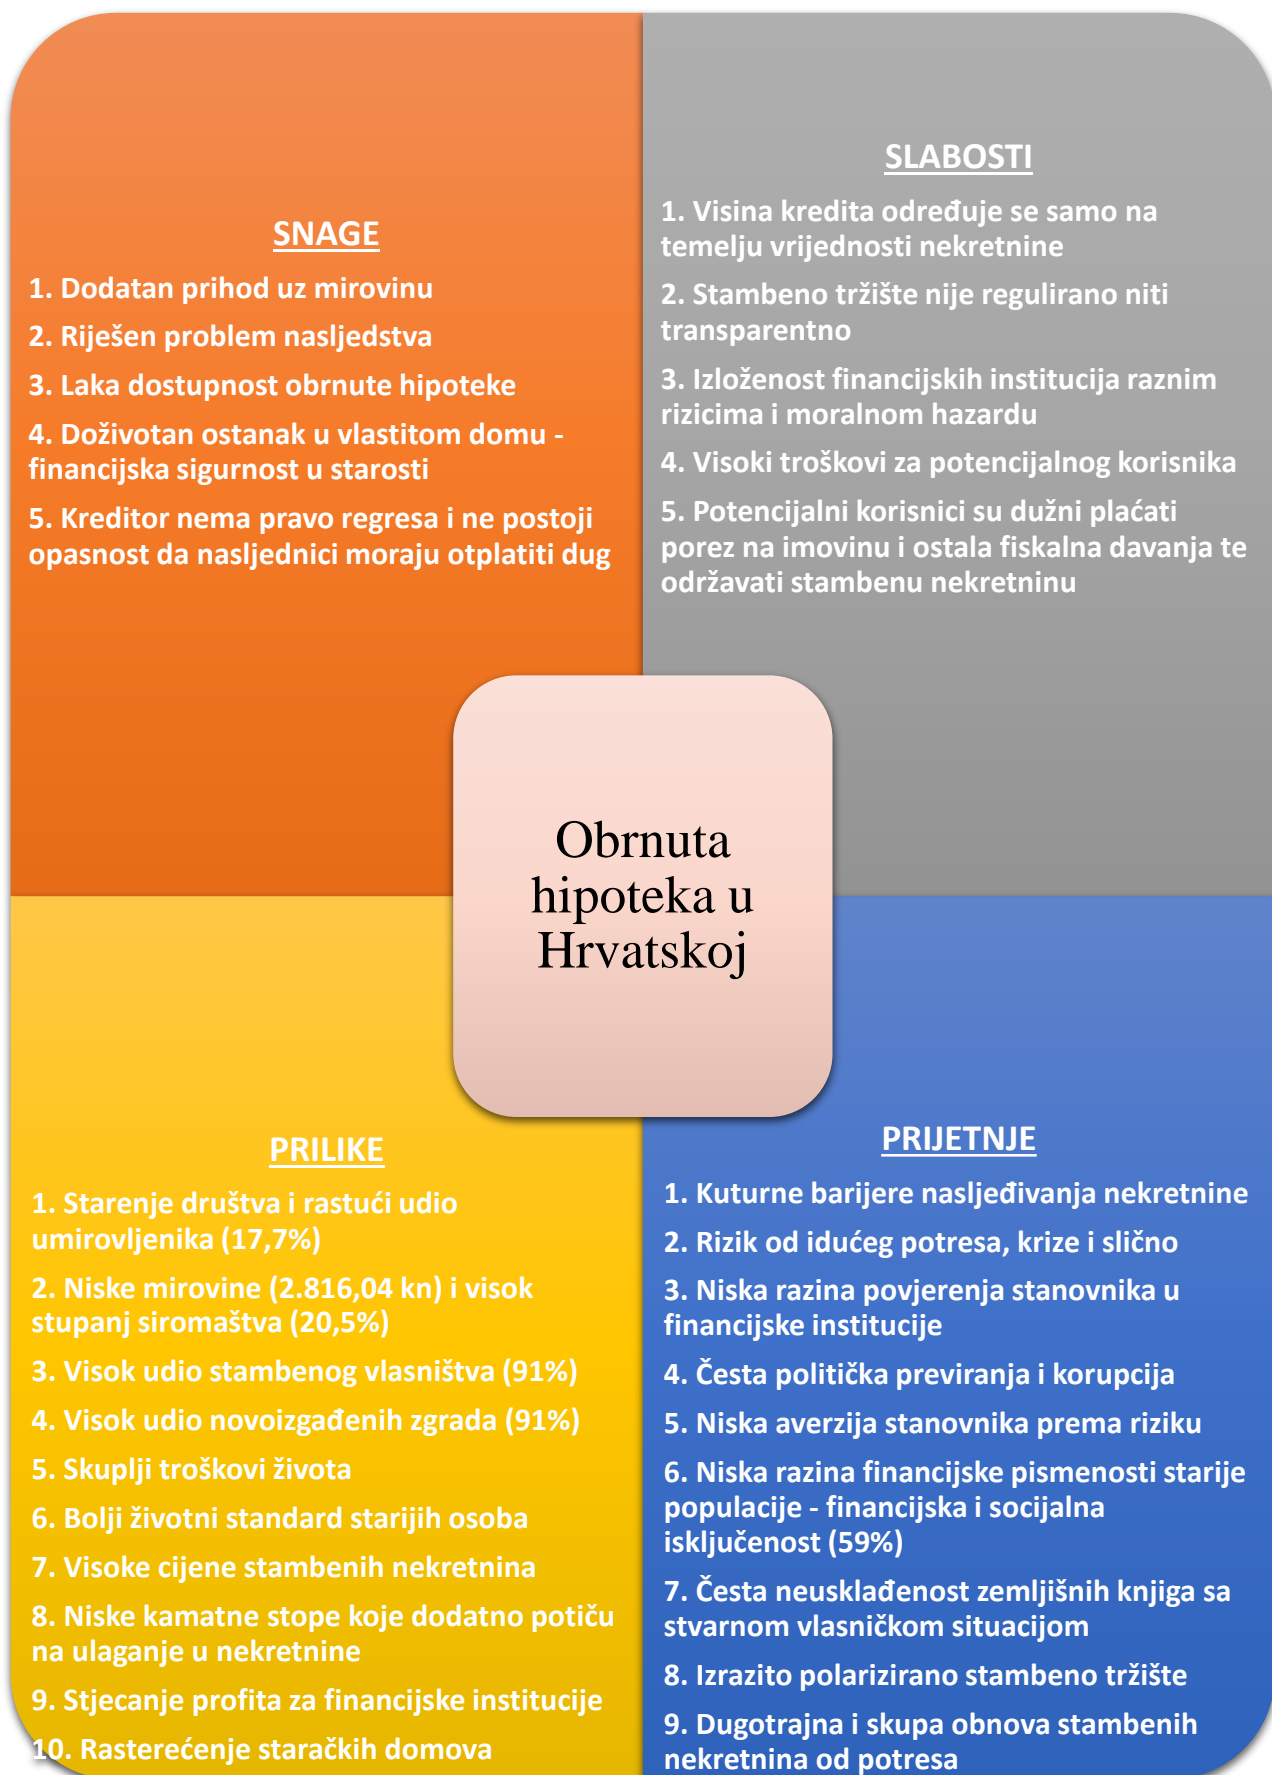 SNAGE
1. Dodatan prihod uz mirovinu
2. Riješen problem nasljedstva
3. Laka dostupnost obrnute hipoteke
4. Doživotan ostanak u vlastitom domu -
financijska sigurnost u starosti
5. Kreditor nema pravo regresa i ne postoji
opasnost da nasljednici moraju otplatiti dug
SLABOSTI
1. Visina kredita određuje se samo na
temelju vrijednosti nekretnine
2. Stambeno tržište nije regulirano niti
transparentno
3. Izloženost financijskih institucija raznim
rizicima i moralnom hazardu
4. Visoki troškovi za potencijalnog korisnika
5. Potencijalni korisnici su dužni plaćati
porez na imovinu i ostala fiskalna davanja te
održavati stambenu nekretninu
Obrnuta
hipoteka u
Hrvatskoj
PRILIKE
1. Starenje društva i rastući udio
umirovljenika (17,7%)
2. Niske mirovine (2.816,04 kn) i visok
stupanj siromaštva (20,5%)
3. Visok udio stambenog vlasništva (91%)
4. Visok udio novoizgađenih zgrada (91%)
5. Skuplji troškovi života
6. Bolji životni standard starijih osoba
7. Visoke cijene stambenih nekretnina
8. Niske kamatne stope koje dodatno potiču
na ulaganje u nekretnine
9. Stjecanje profita za financijske institucije
10. Rasterećenje staračkih domova
PRIJETNJE
1. Kuturne barijere nasljeđivanja nekretnine
2. Rizik od idućeg potresa, krize i slično
3. Niska razina povjerenja stanovnika u
financijske institucije
4. Česta politička previranja i korupcija
5. Niska averzija stanovnika prema riziku
6. Niska razina financijske pismenosti starije
populacije - financijska i socijalna
isključenost (59%)
7. Česta neusklađenost zemljišnih knjiga sa
stvarnom vlasničkom situacijom
8. Izrazito polarizirano stambeno tržište
9. Dugotrajna i skupa obnova stambenih
nekretnina od potresa